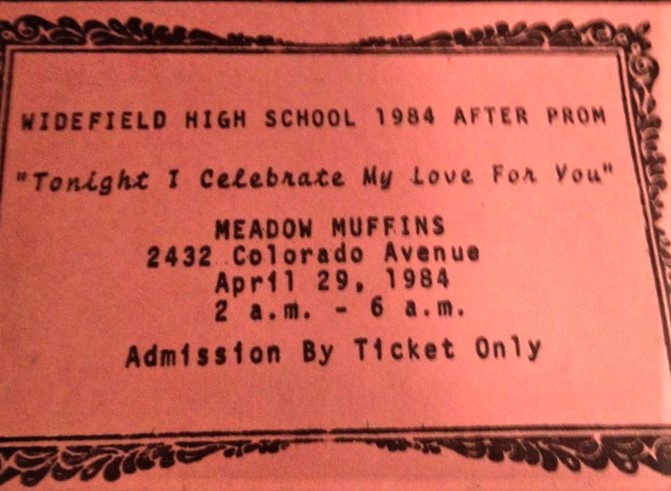 WIDEFIELD HIGH SCHOOL 1984 AFTER PROM
"Tonight I Celebrate My Love For You"
MEADOW MUFFINS
2432 Colorado Avenue
April 29, 1984
2 a.m. - 6 a.m.
Admission By Ticket Only